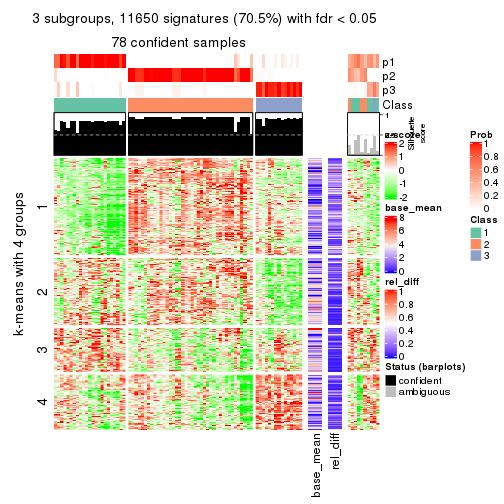 3 subgroups, 11650 signatures (70.5%) with fdr < 0.05
78 confident samples
p1
p2
p3
Class
1
Silhouette
score
z-score
2
1
0
-1
-2
base_mean
8
6
4
2
0
rel_diff
1
0.8
0.6
0.4
0.2
0
Status (barplots)
confident
ambiguous
Prob
1
0.8
0.6
0.4
0.2
0
Class
1
2
3
k-means with 4 groups
1
2
3
4
base_mean
rel_diff